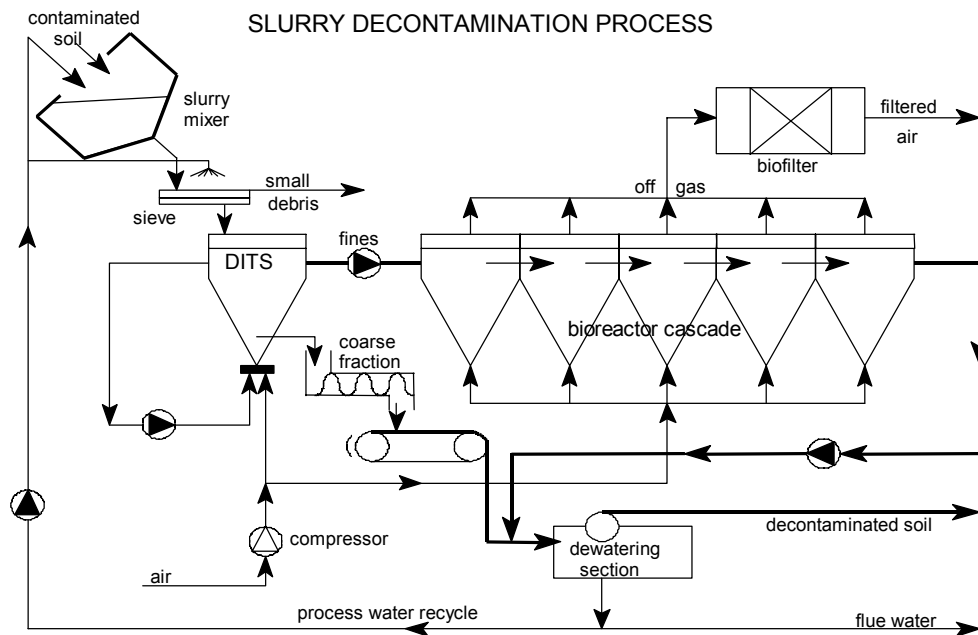 SLURRY DECONTAMINATION PROCESS
contaminated
soil
slurry
mixer
filtered
air
biofilter
small
debris
off gas
sieve
fines
DITS
bioreactor cascade
coarse
fraction
compressor
air
decontaminated soil
dewatering
section
process water recycle
flue water